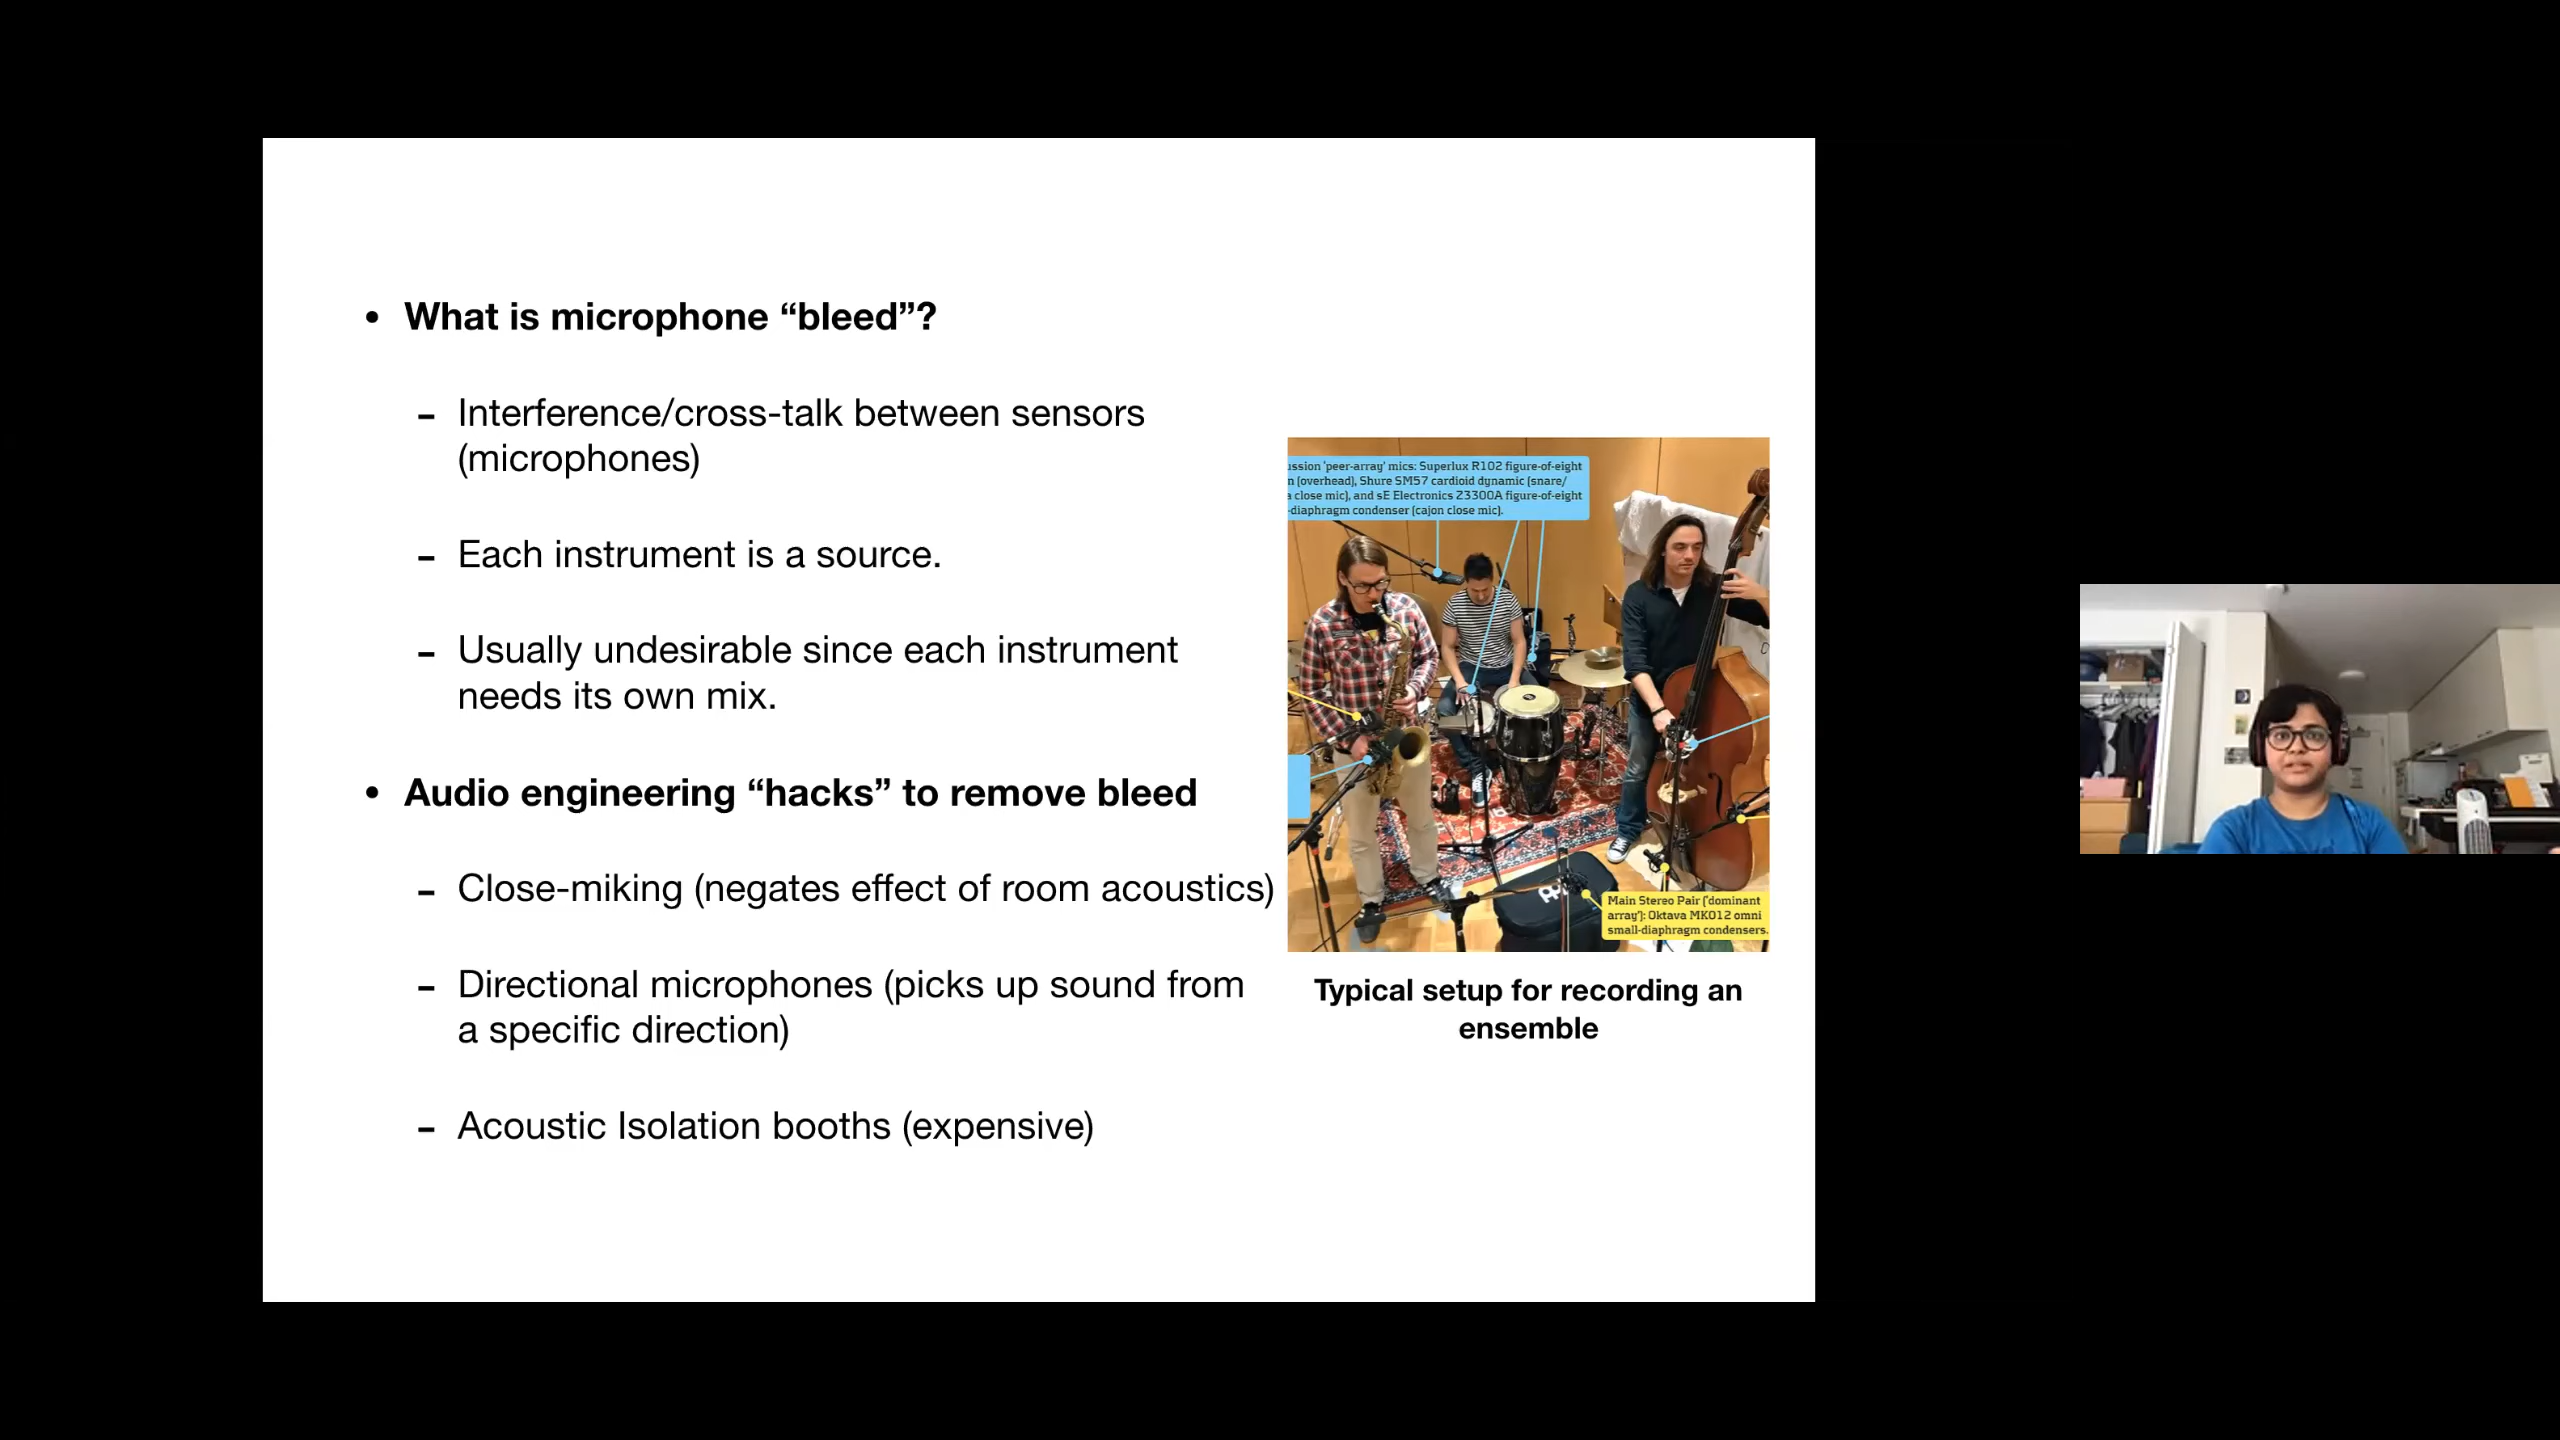 • What is microphone “bleed”?
- Interference/cross-talk between sensors
(microphones)
- Each instrument is a source.
- Usually undesirable since each instrument
needs its own mix.
• Audio engineering “hacks” to remove bleed
- Close-miking (negates effect of room acoustics)
- Directional microphones (picks up sound from
a specific direction)
- Acoustic Isolation booths (expensive)
ussion 'peer-array' mics: Superlux R102 figure-of-eight
n (overhead), Shure SM57 cardioid dynamic (snare/
a close mic), and sE Electronics Z3300A figure-of-eight
-diaphragm condenser (cajon close mic).
Main Stereo Pair ('dominant
array'): Oktava MK012 omni
small-diaphragm condensers.
Typical setup for recording an
ensemble